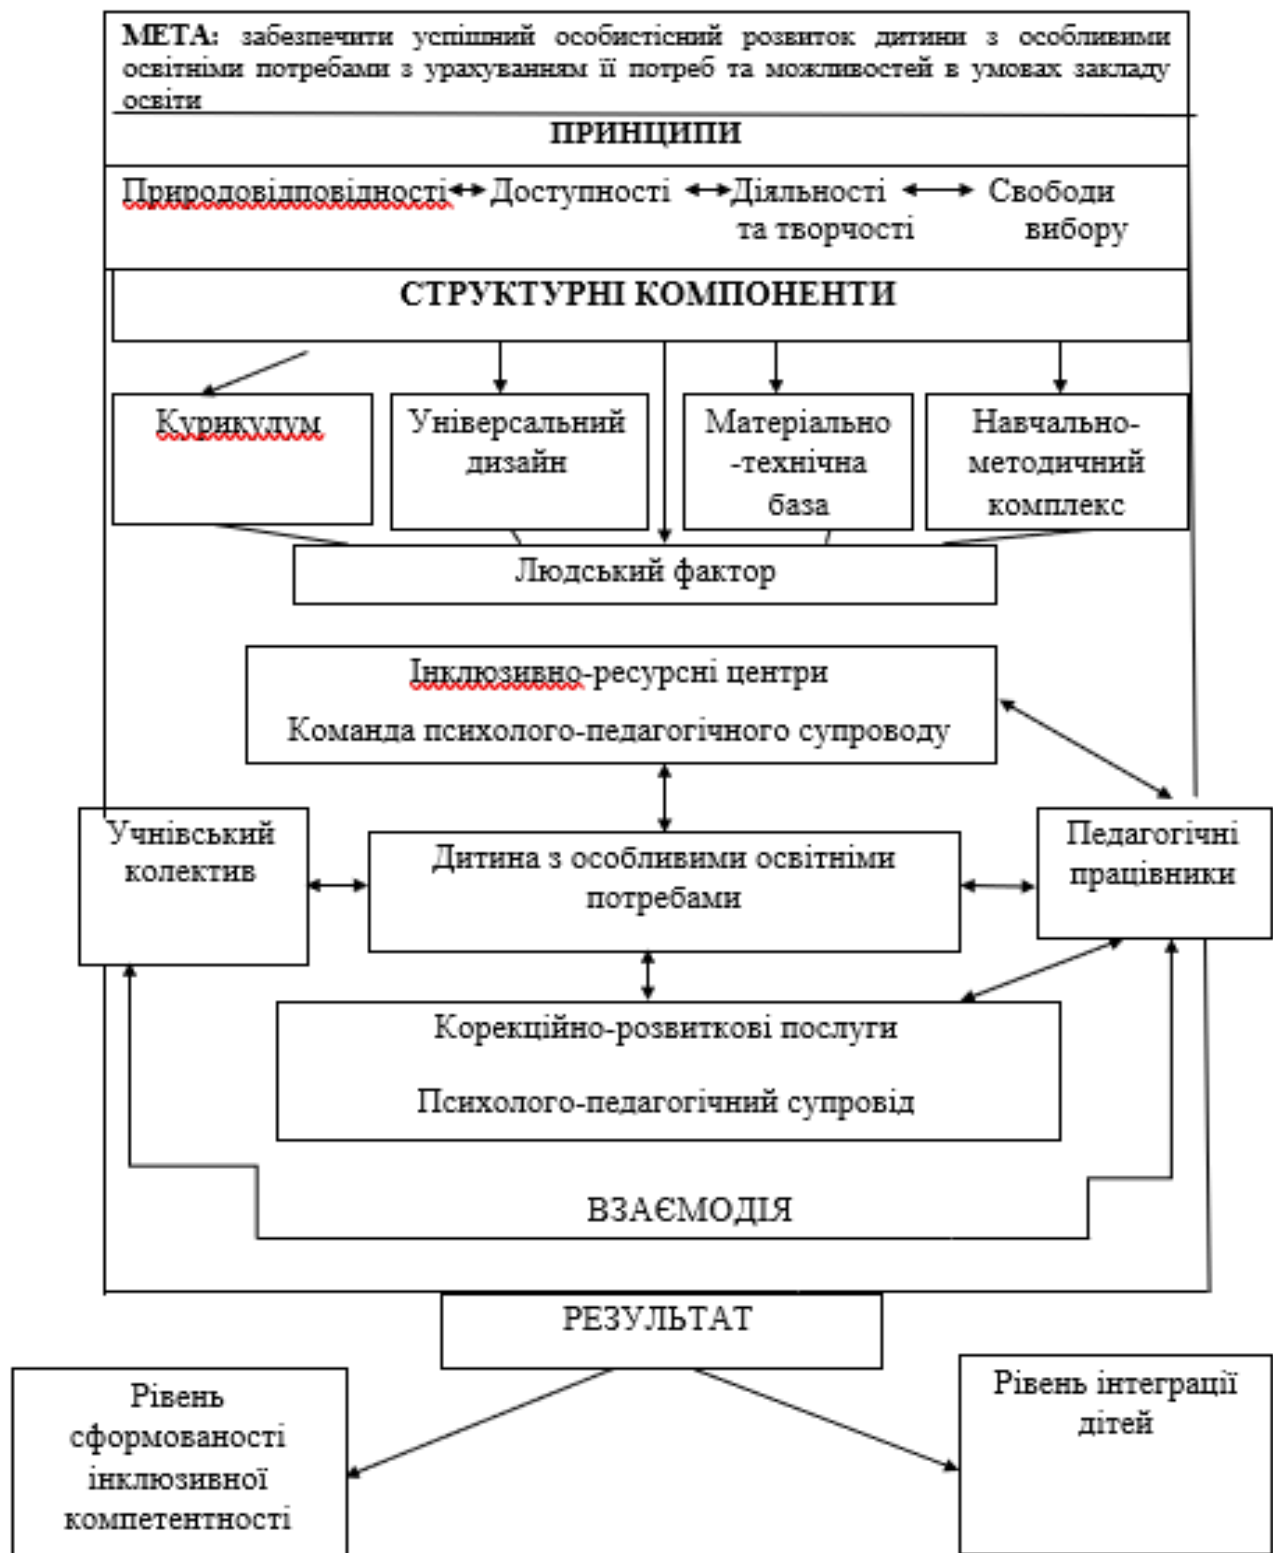 МЕТА: забезпечити успішний особистісний розвиток дитини з особливими
освітніми потребами з урахуванням її потреб та можливостей в умовах закладу
освіти
ПРИНЦИПИ
Природовідповідності Доступності Діяльності Свободи
та творчості вибору
СТРУКТУРНІ КОМПОНЕНТИ
Курикулум
Універсальний
дизайн
Матеріально
-технічна
база
Навчально-
методичний
комплекс
Людський фактор
Інклюзивно-ресурсні центри
Команда психолого-педагогічного супроводу
Учнівський
колектив
Дитина з особливими освітніми
потребами
Педагогічні
працівники
Корекційно-розвиткові послуги
Психолого-педагогічний супровід
ВЗАЄМОДІЯ
РЕЗУЛЬТАТ
Рівень
сформованості
інклюзивної
компетентності
Рівень інтеграції
дітей